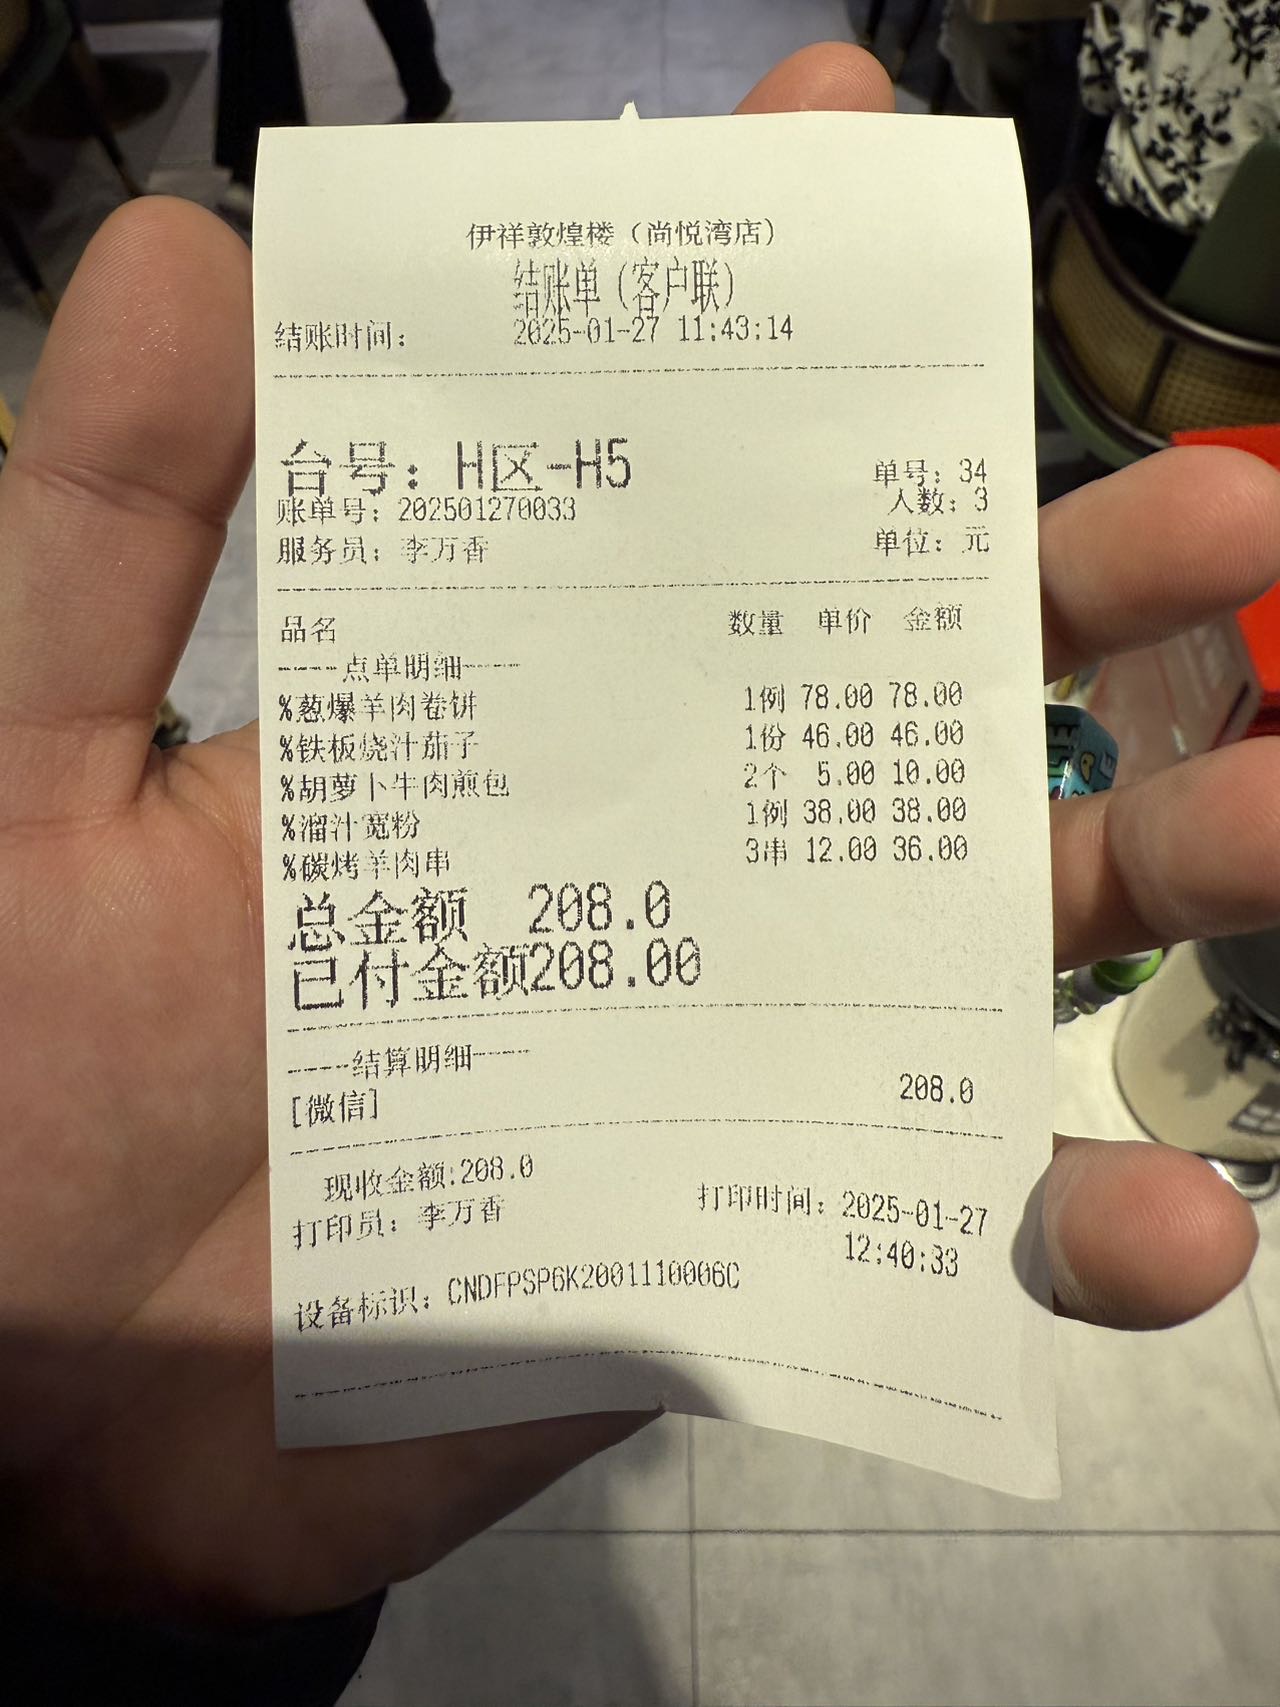 伊祥敦煌楼（尚悦湾店）
结账单（客户联）
结账时间： 2025-01-27 11:43:14
台号：H区-H5 单号：34
账单号：202501270033 人数：3
服务员：李万香 单位：元
品名 数量 单价 金额
----点单明细----
%葱爆羊肉卷饼 1例 78.00 78.00
%铁板烧汁茄子 1份 46.00 46.00
%胡萝卜牛肉煎包 2个 5.00 10.00
%溜汁宽粉 1例 38.00 38.00
%碳烤羊肉串 3串 12.00 36.00
总金额 208.0
已付金额208.00
----结算明细----
[微信] 208.0
现收金额:208.0
打印员：李万香 打印时间：2025-01-27
12:40:33
设备标识：CNDFPSP6K2001110006C